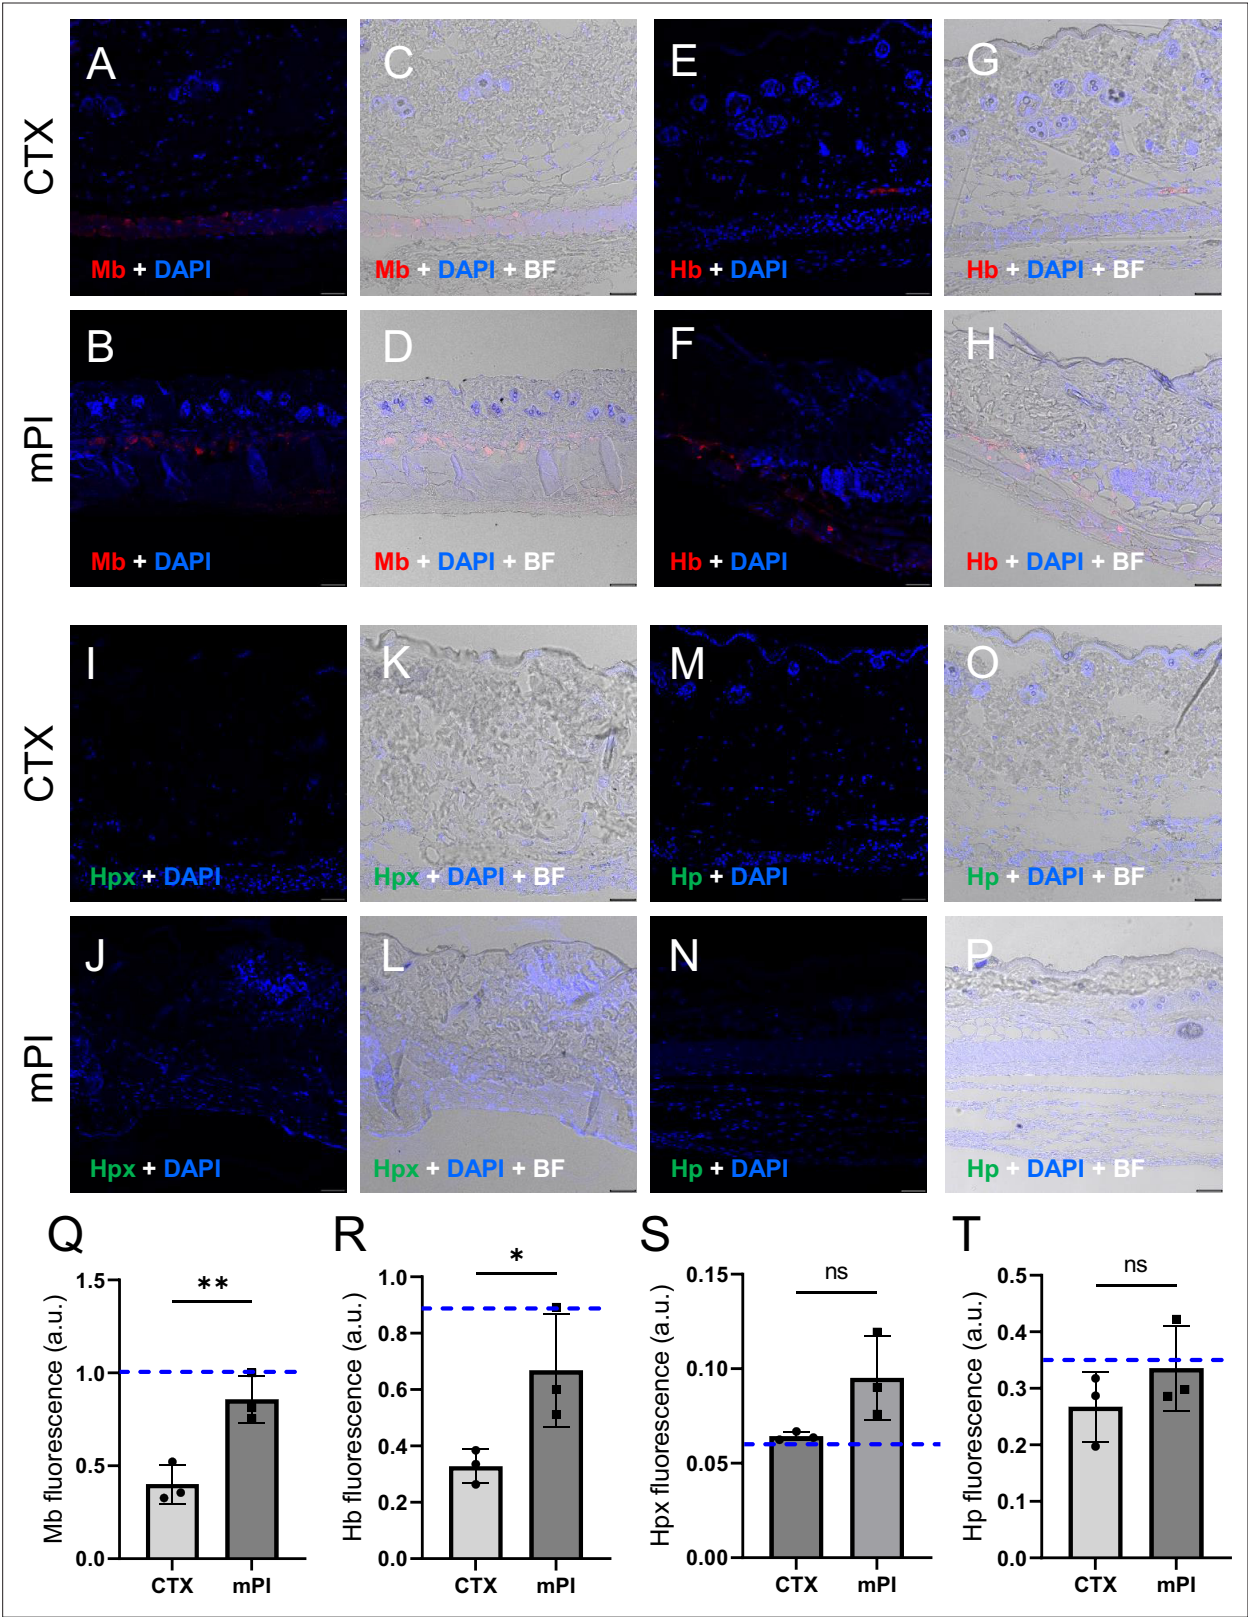 CTX
A
C
E
G
Mb + DAPI
Mb + DAPI + BF
Hb + DAPI
Hb + DAPI + BF
mPI
B
D
F
H
Mb + DAPI
Mb + DAPI + BF
Hb + DAPI
Hb + DAPI + BF
CTX
I
K
M
O
Hpx + DAPI
Hpx + DAPI + BF
Hp + DAPI
Hp + DAPI + BF
mPI
J
L
N
P
Hpx + DAPI
Hpx + DAPI + BF
Hp + DAPI
Hp + DAPI + BF
Q
Mb fluorescence (a.u.)
1.5
1.0
0.5
0.0
**
CTX mPI
R
Hb fluorescence (a.u.)
1.0
0.8
0.6
0.4
0.2
0.0
*
CTX mPI
S
Hpx fluorescence (a.u.)
0.15
0.10
0.05
0.00
ns
CTX mPI
T
Hp fluorescence (a.u.)
0.5
0.4
0.3
0.2
0.1
0.0
ns
CTX mPI